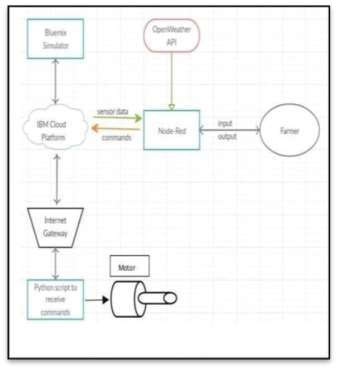 Bluemix
Simulator
OpenWeather
API
IBM Cloud
Platform
sensor data
commands
Node-Red
input
output
Farmer
Internet
Gateway
Python script to
receive
commands
Motor